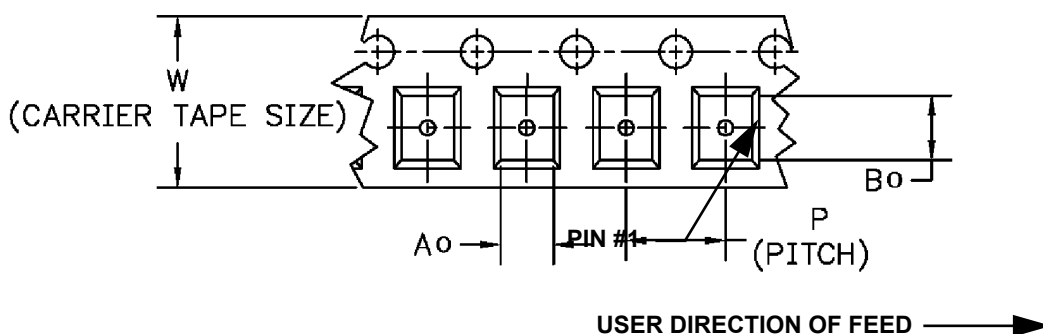 W
(CARRIER TAPE SIZE)
Bo
Ao
PIN #1
P
(PITCH)
USER DIRECTION OF FEED